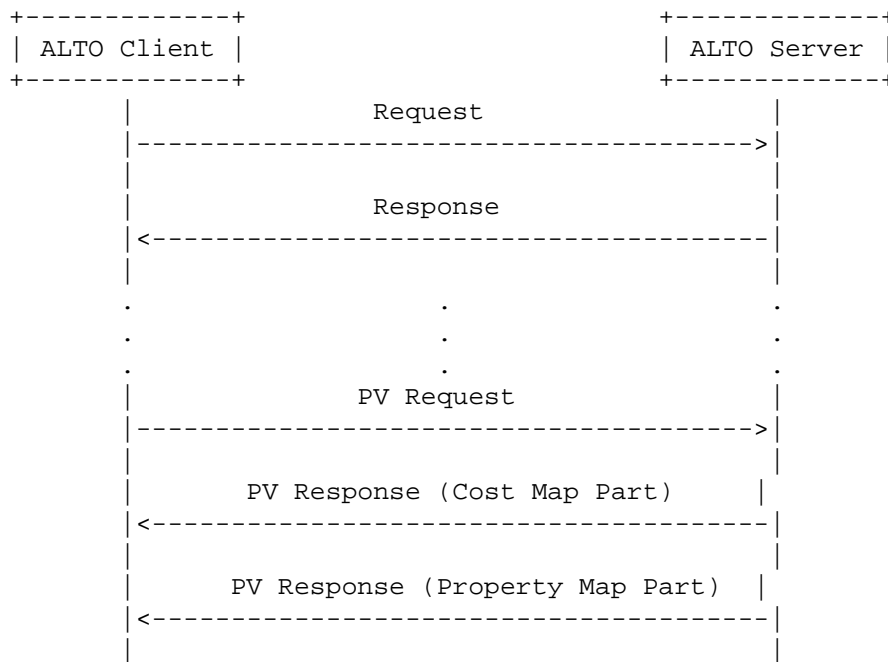 ALTO Client ALTO Server
Request
Response
PV Request
PV Response (Cost Map Part)
PV Response (Property Map Part)